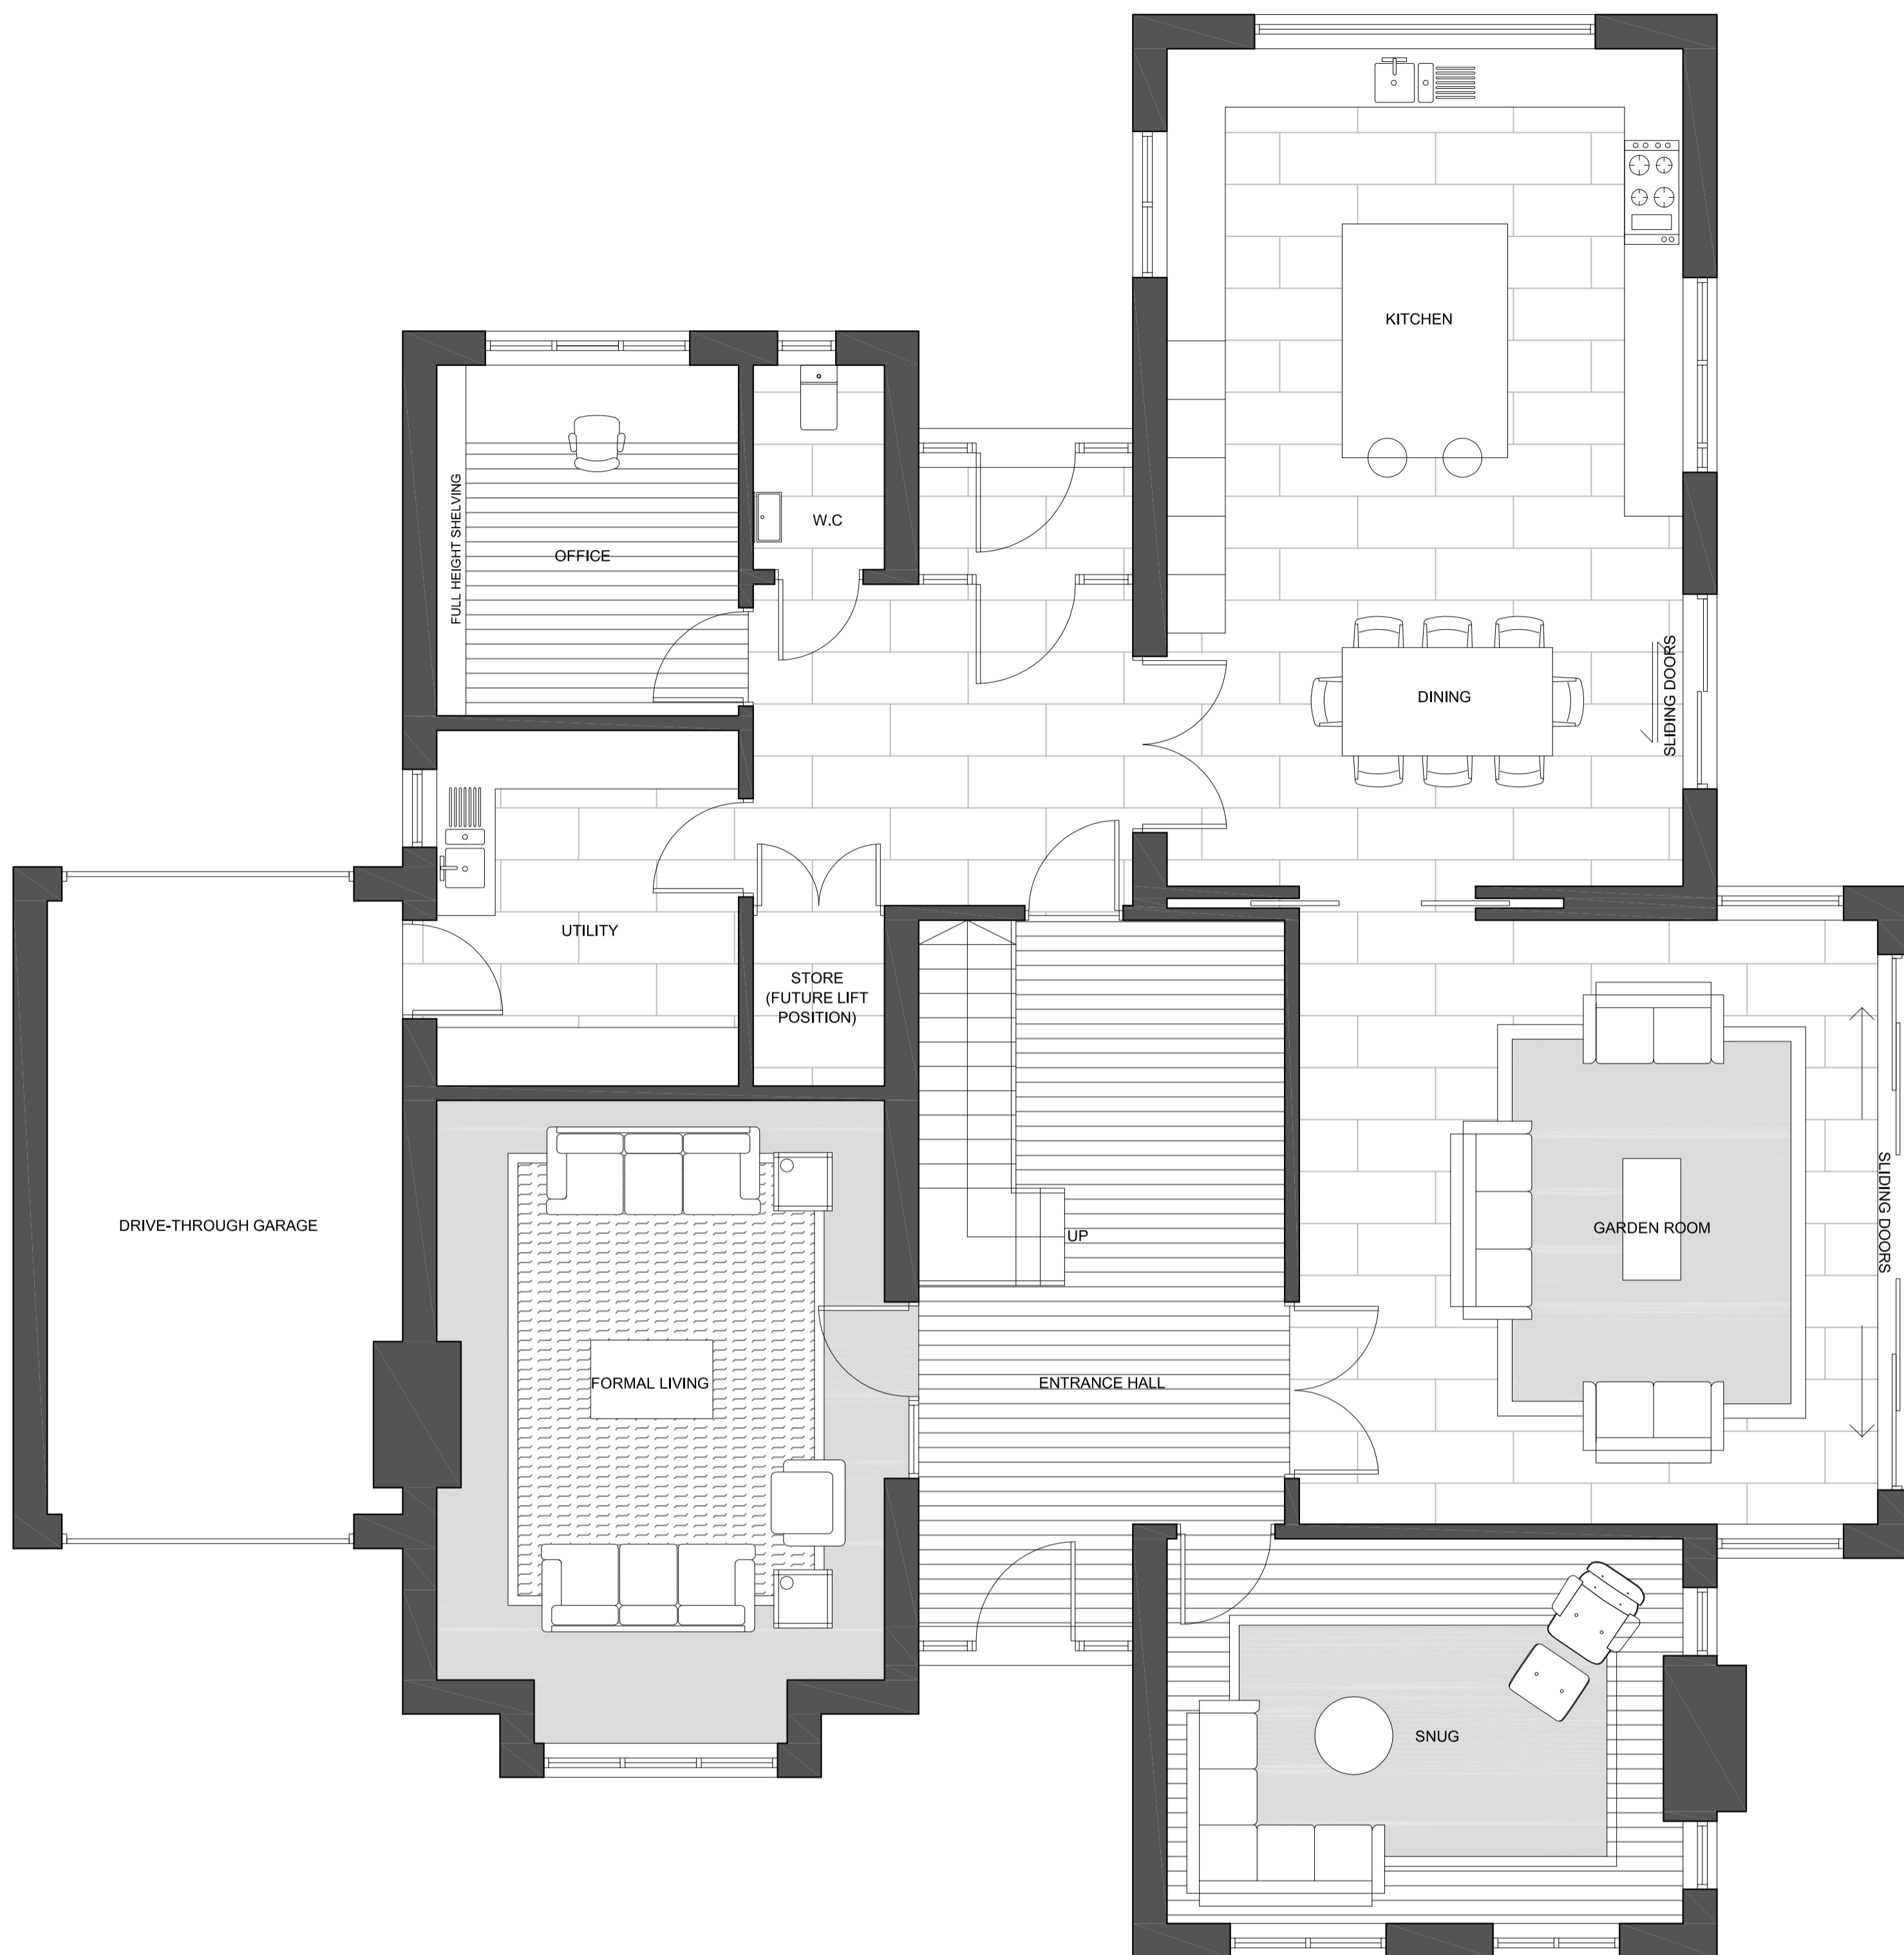 KITCHEN
W.C
FULL HEIGHT SHELVING
OFFICE
DINING
SLIDING DOORS
UTILITY
STORE
(FUTURE LIFT
POSITION)
DRIVE-THROUGH GARAGE
UP
GARDEN ROOM
SLIDING DOORS
FORMAL LIVING
ENTRANCE HALL
SNUG